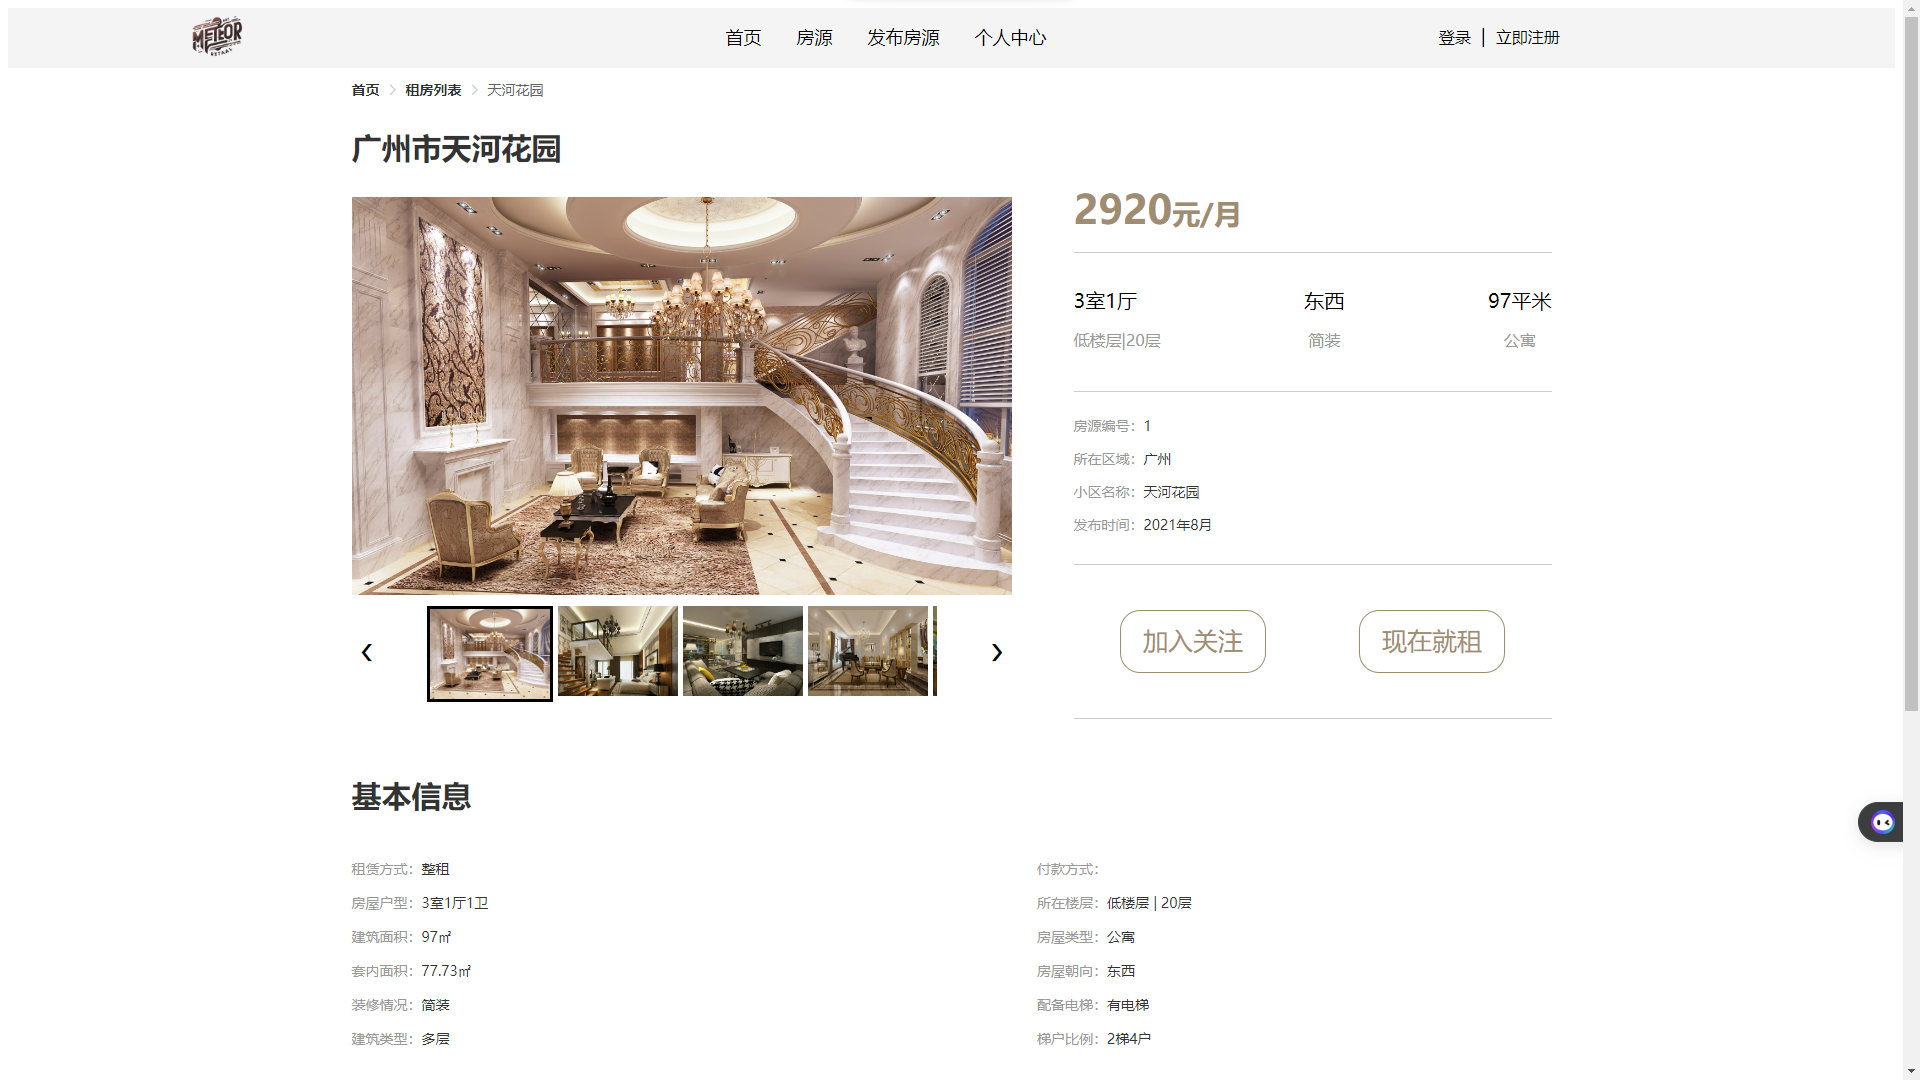 METEOR
首页 房源 发布房源 个人中心 登录 | 立即注册
首页 > 租房列表 > 天河花园
广州市天河花园
2920元/月
3室1厅 东西 97平米
低楼层|20层 简装 公寓
房源编号：1
所在区域：广州
小区名称：天河花园
发布时间：2021年8月
加入关注 现在就租
基本信息
租赁方式：整租
房屋户型：3室1厅1卫
建筑面积：97㎡
套内面积：77.73㎡
装修情况：简装
建筑类型：多层
付款方式：
所在楼层：低楼层 | 20层
房屋类型：公寓
房屋朝向：东西
配备电梯：有电梯
梯户比例：2梯4户